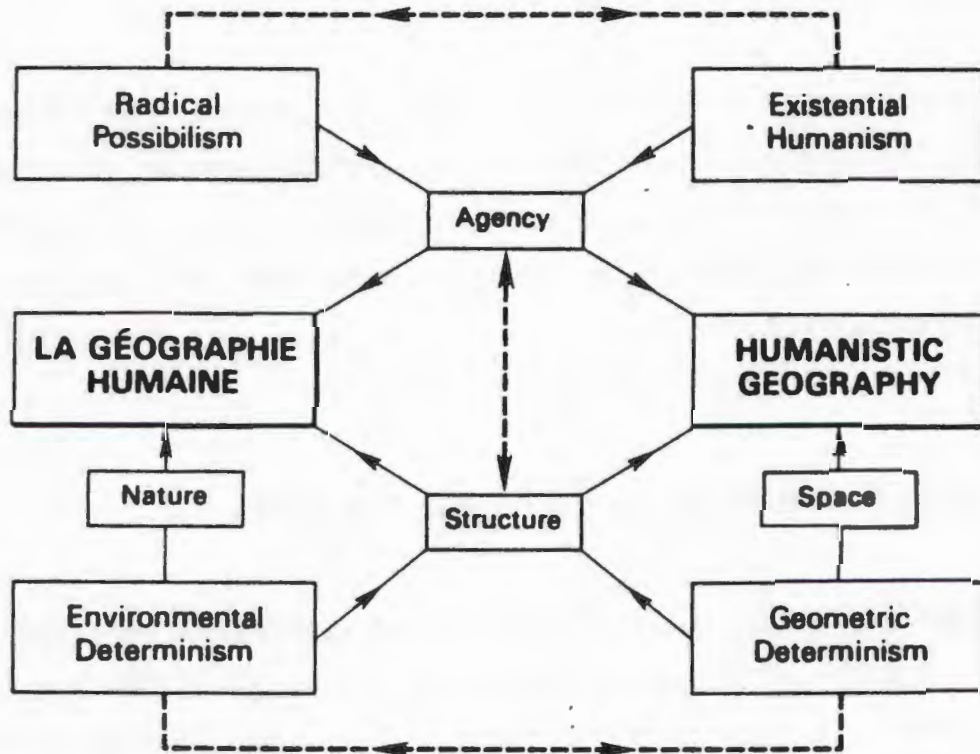 Radical
Possibilism
Existential
Humanism
Agency
LA GÉOGRAPHIE
HUMAINE
HUMANISTIC
GEOGRAPHY
Nature
Structure
Space
Environmental
Determinism
Geometric
Determinism